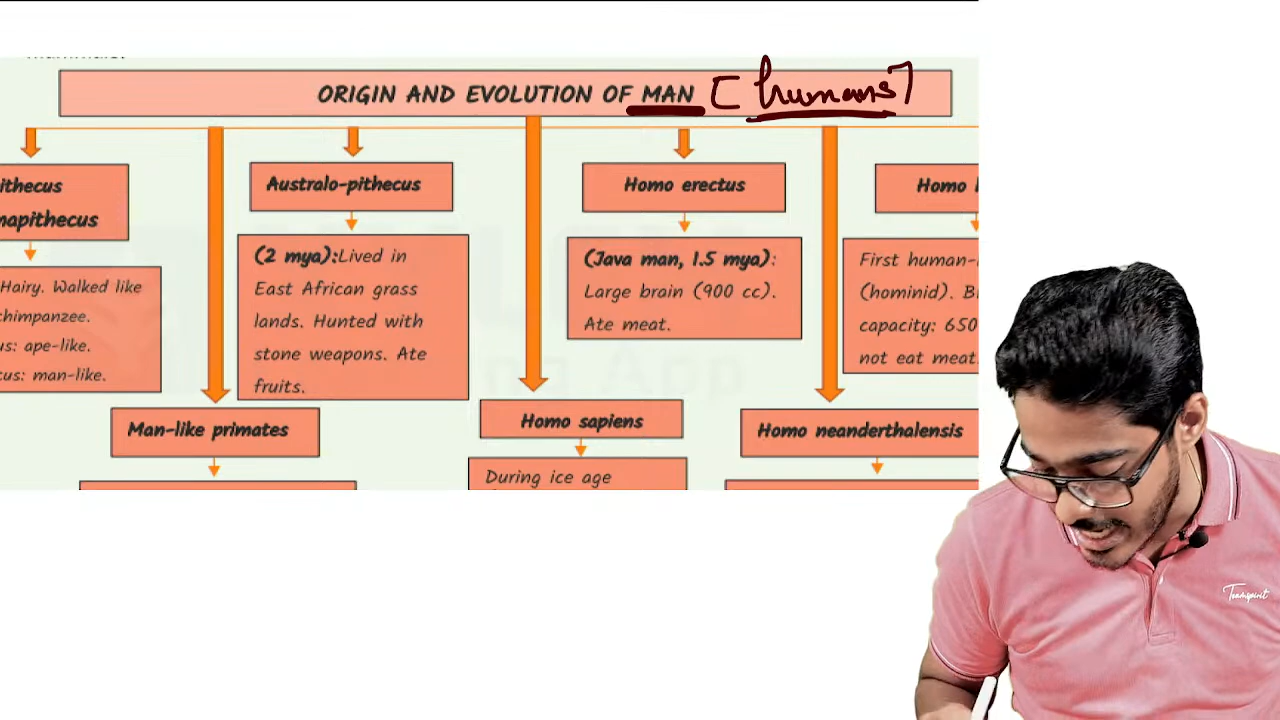 ORIGIN AND EVOLUTION OF MAN [humans]
ithecus
napithecus
Australo-pithecus
Homo erectus
Homo
Hairy. Walked like
chimpanzee.
us: ape-like.
cus: man-like.
(2 mya):Lived in
East African grass
lands. Hunted with
stone weapons. Ate
fruits.
(Java man, 1.5 mya):
Large brain (900 cc).
Ate meat.
First human-
(hominid). B
capacity: 650
not eat meat
Man-like primates
Homo sapiens
Homo neanderthalensis
During ice age
Teamspirit